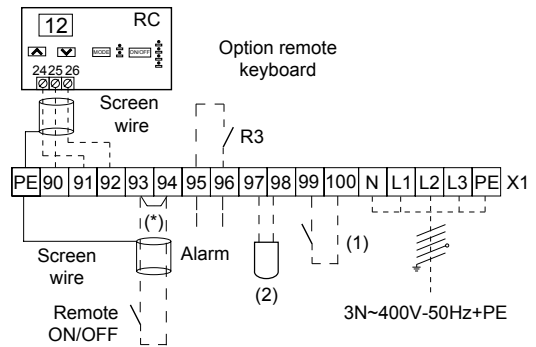 12 RC
MODE ON/OFF
24 25 26
Option remote
keyboard
Screen
wire
R3
PE 90 91 92 93 94 95 96 97 98 99 100 N L1 L2 L3 PE X1
(*)
Screen
wire
Alarm
(1)
(2)
Remote
ON/OFF
3N~400V-50Hz+PE